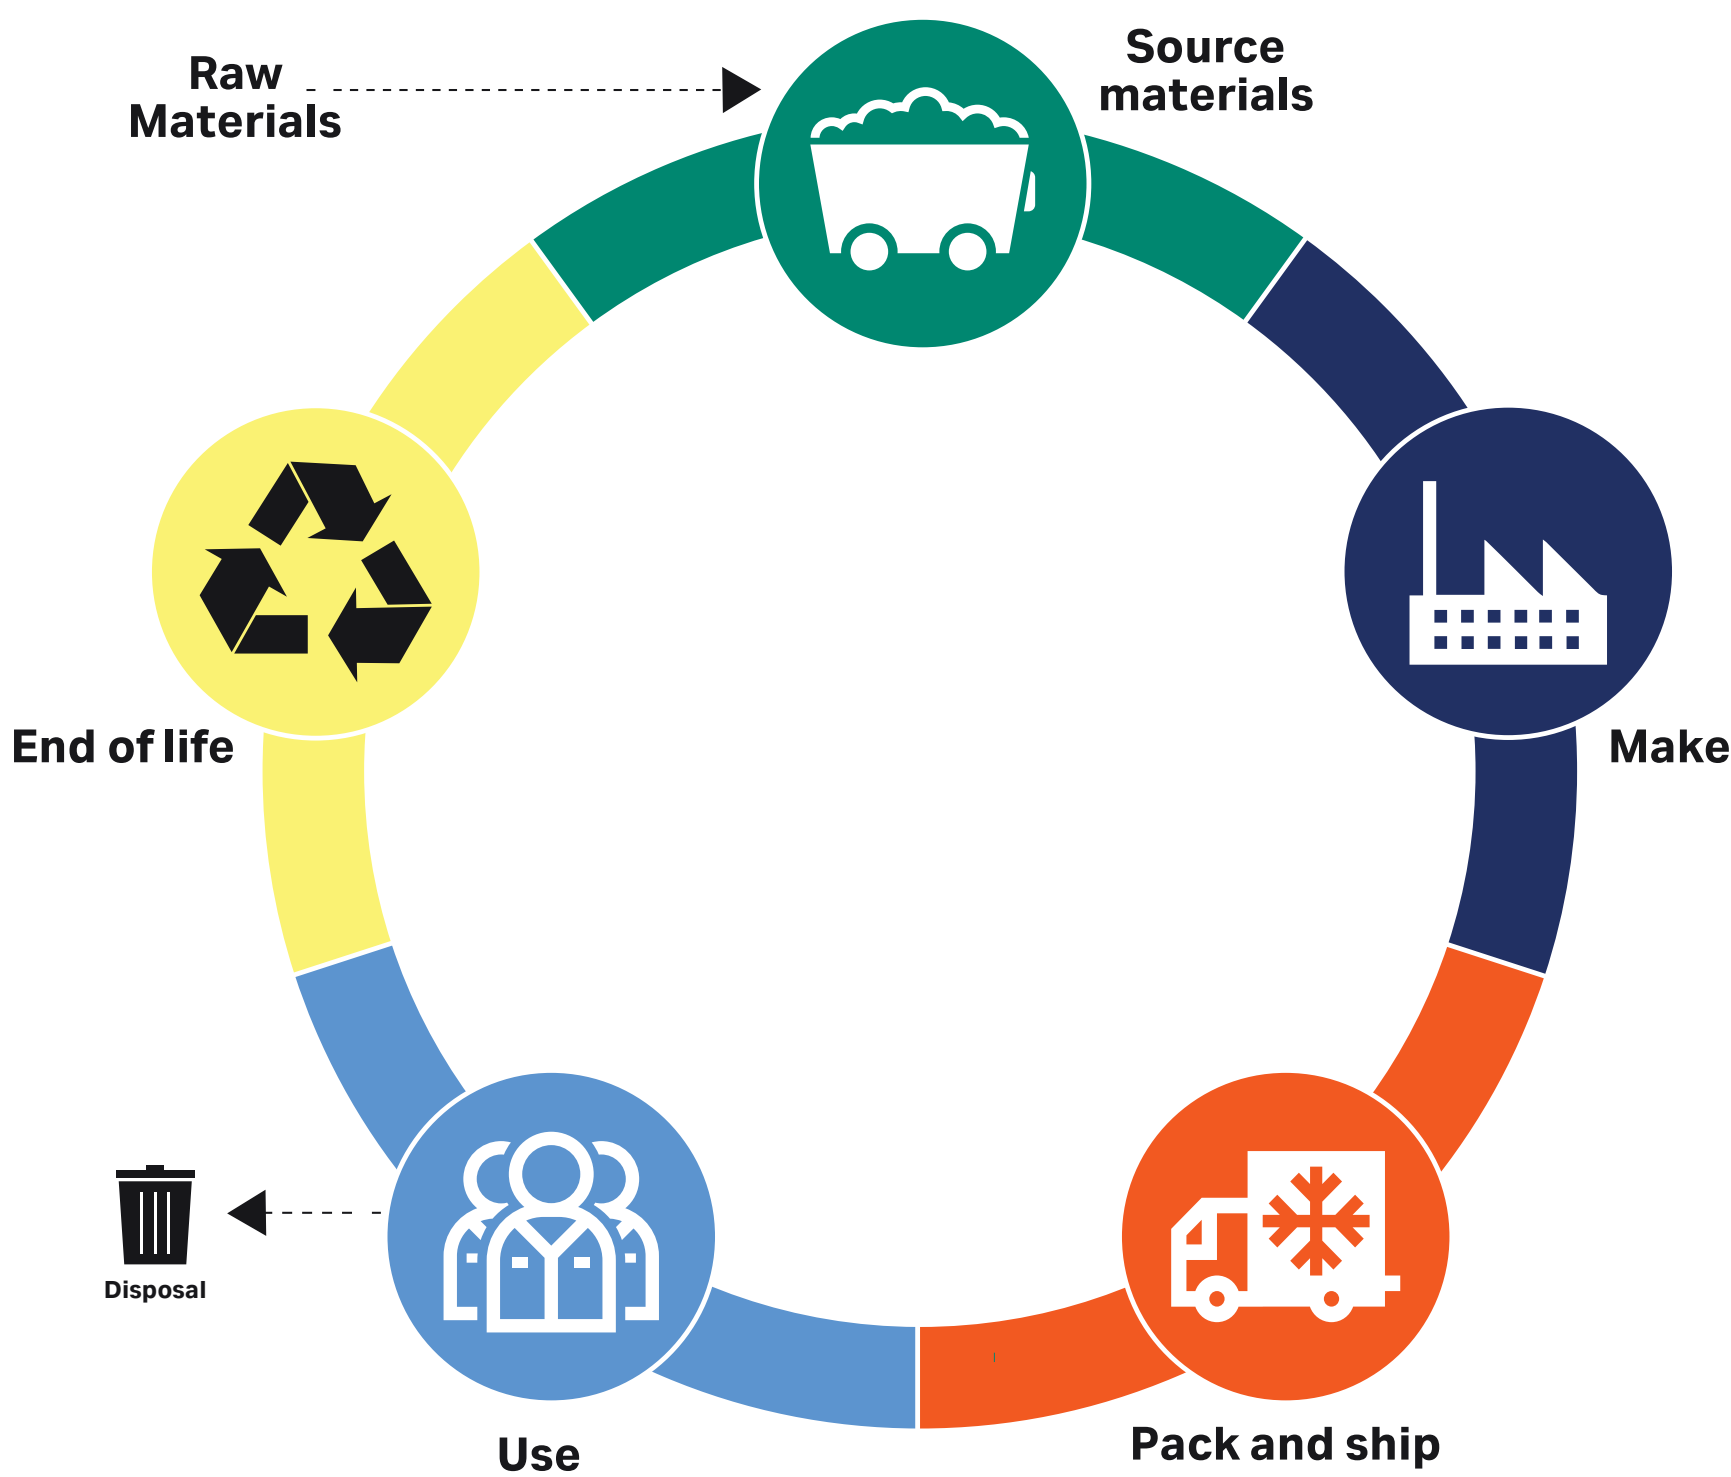 Raw
Materials
Source
materials
End of life
Make
Disposal
Use
Pack and ship